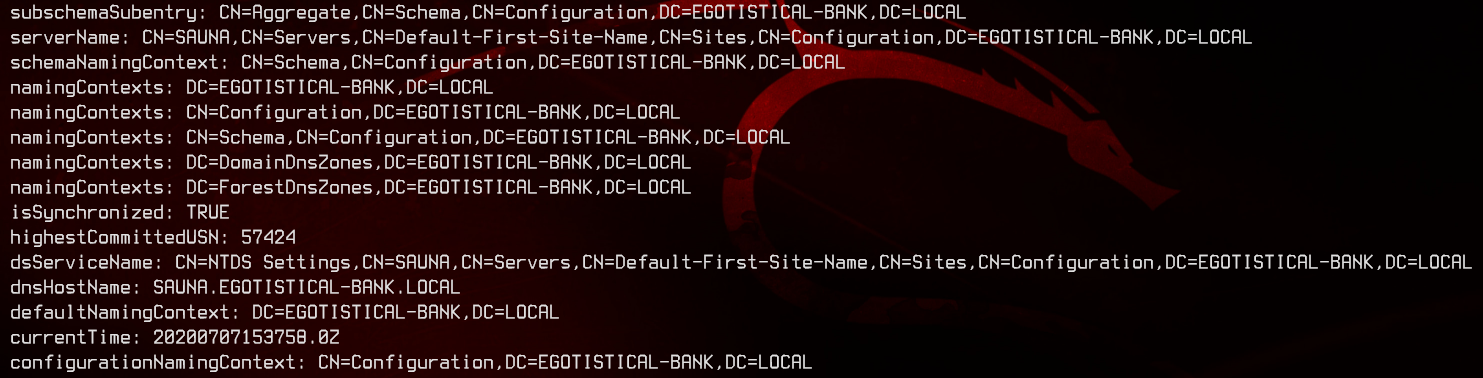 subschemaSubentry: CN=Aggregate,CN=Schema,CN=Configuration,DC=EGOTISTICAL-BANK,DC=LOCAL
serverName: CN=SAUNA,CN=Servers,CN=Default-First-Site-Name,CN=Sites,CN=Configuration,DC=EGOTISTICAL-BANK,DC=LOCAL
schemaNamingContext: CN=Schema,CN=Configuration,DC=EGOTISTICAL-BANK,DC=LOCAL
namingContexts: DC=EGOTISTICAL-BANK,DC=LOCAL
namingContexts: CN=Configuration,DC=EGOTISTICAL-BANK,DC=LOCAL
namingContexts: CN=Schema,CN=Configuration,DC=EGOTISTICAL-BANK,DC=LOCAL
namingContexts: DC=DomainDnsZones,DC=EGOTISTICAL-BANK,DC=LOCAL
namingContexts: DC=ForestDnsZones,DC=EGOTISTICAL-BANK,DC=LOCAL
isSynchronized: TRUE
highestCommittedUSN: 57424
dsServiceName: CN=NTDS Settings,CN=SAUNA,CN=Servers,CN=Default-First-Site-Name,CN=Sites,CN=Configuration,DC=EGOTISTICAL-BANK,DC=LOCAL
dnsHostName: SAUNA.EGOTISTICAL-BANK.LOCAL
defaultNamingContext: DC=EGOTISTICAL-BANK,DC=LOCAL
currentTime: 20200707153758.0Z
configurationNamingContext: CN=Configuration,DC=EGOTISTICAL-BANK,DC=LOCAL